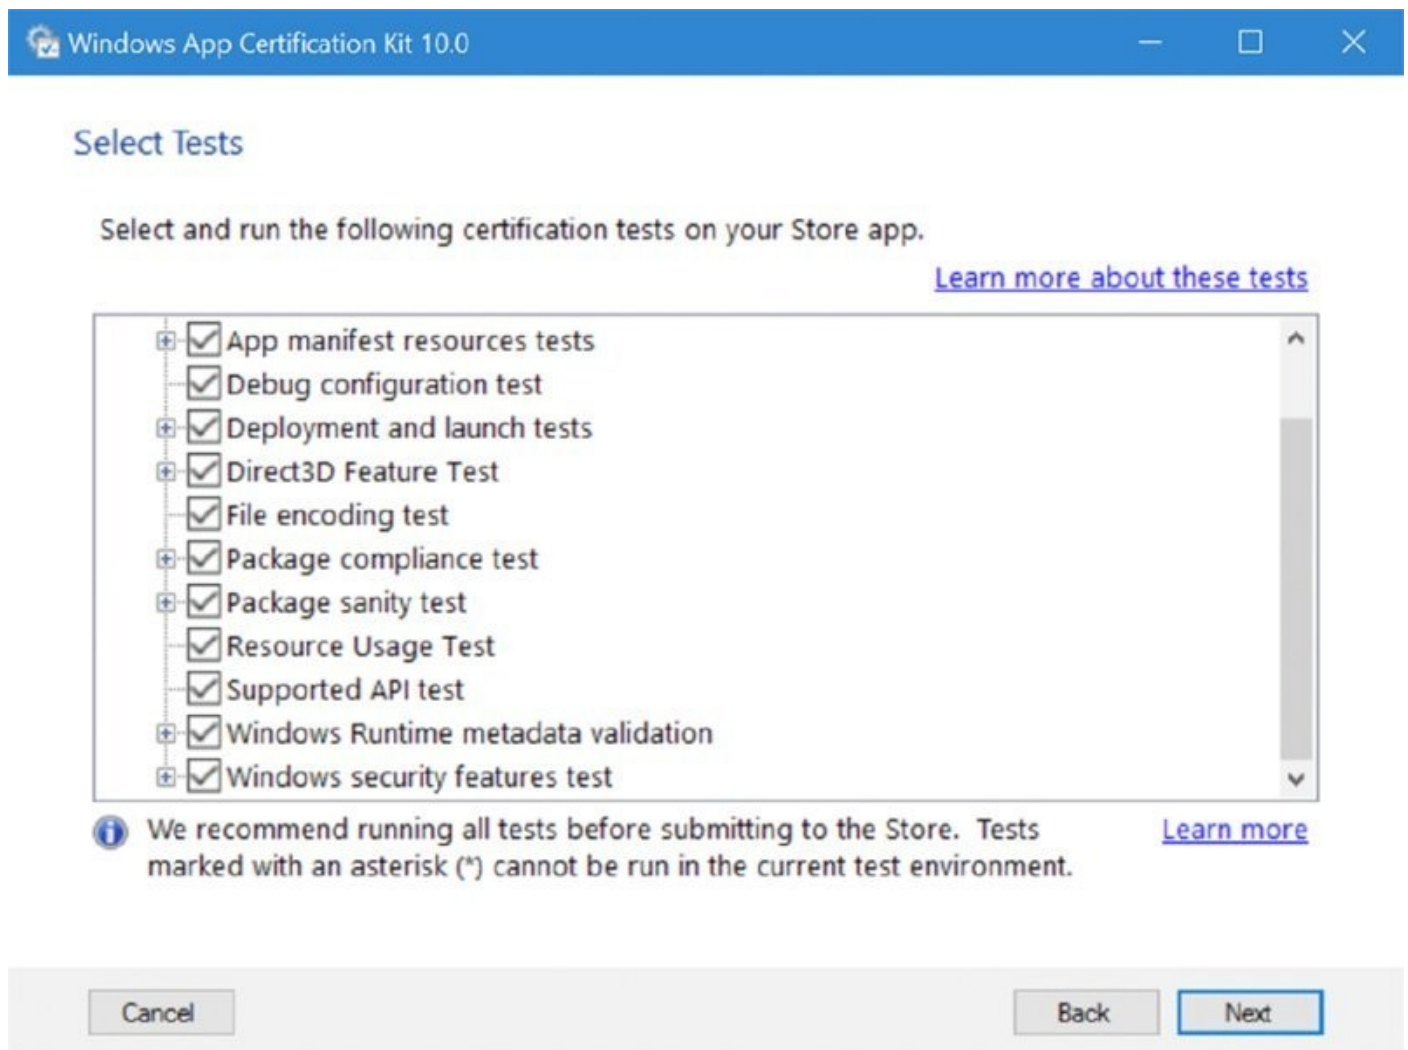 Windows App Certification Kit 10.0
Select Tests
Select and run the following certification tests on your Store app.
Learn more about these tests
App manifest resources tests
Debug configuration test
Deployment and launch tests
Direct3D Feature Test
File encoding test
Package compliance test
Package sanity test
Resource Usage Test
Supported API test
Windows Runtime metadata validation
Windows security features test
We recommend running all tests before submitting to the Store. Tests
marked with an asterisk (*) cannot be run in the current test environment.
Learn more
Cancel
Back
Next